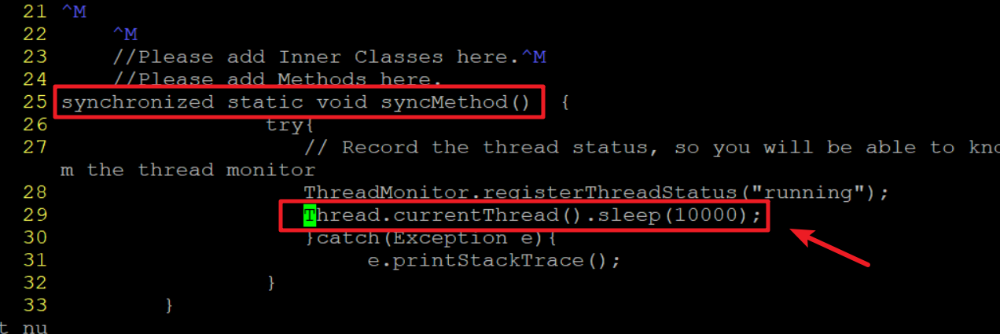 21 ^M
22     ^M
23     //Please add Inner Classes here.^M
24     //Please add Methods here.
25 synchronized static void syncMethod()  {
26                 try{
27                    // Record the thread status, so you will be able to
m the thread monitor
28                    ThreadMonitor.registerThreadStatus("running");
29                    Thread.currentThread().sleep(10000);
30                    }catch(Exception e){
31                         e.printStackTrace();
32                 }
33         }
t nu